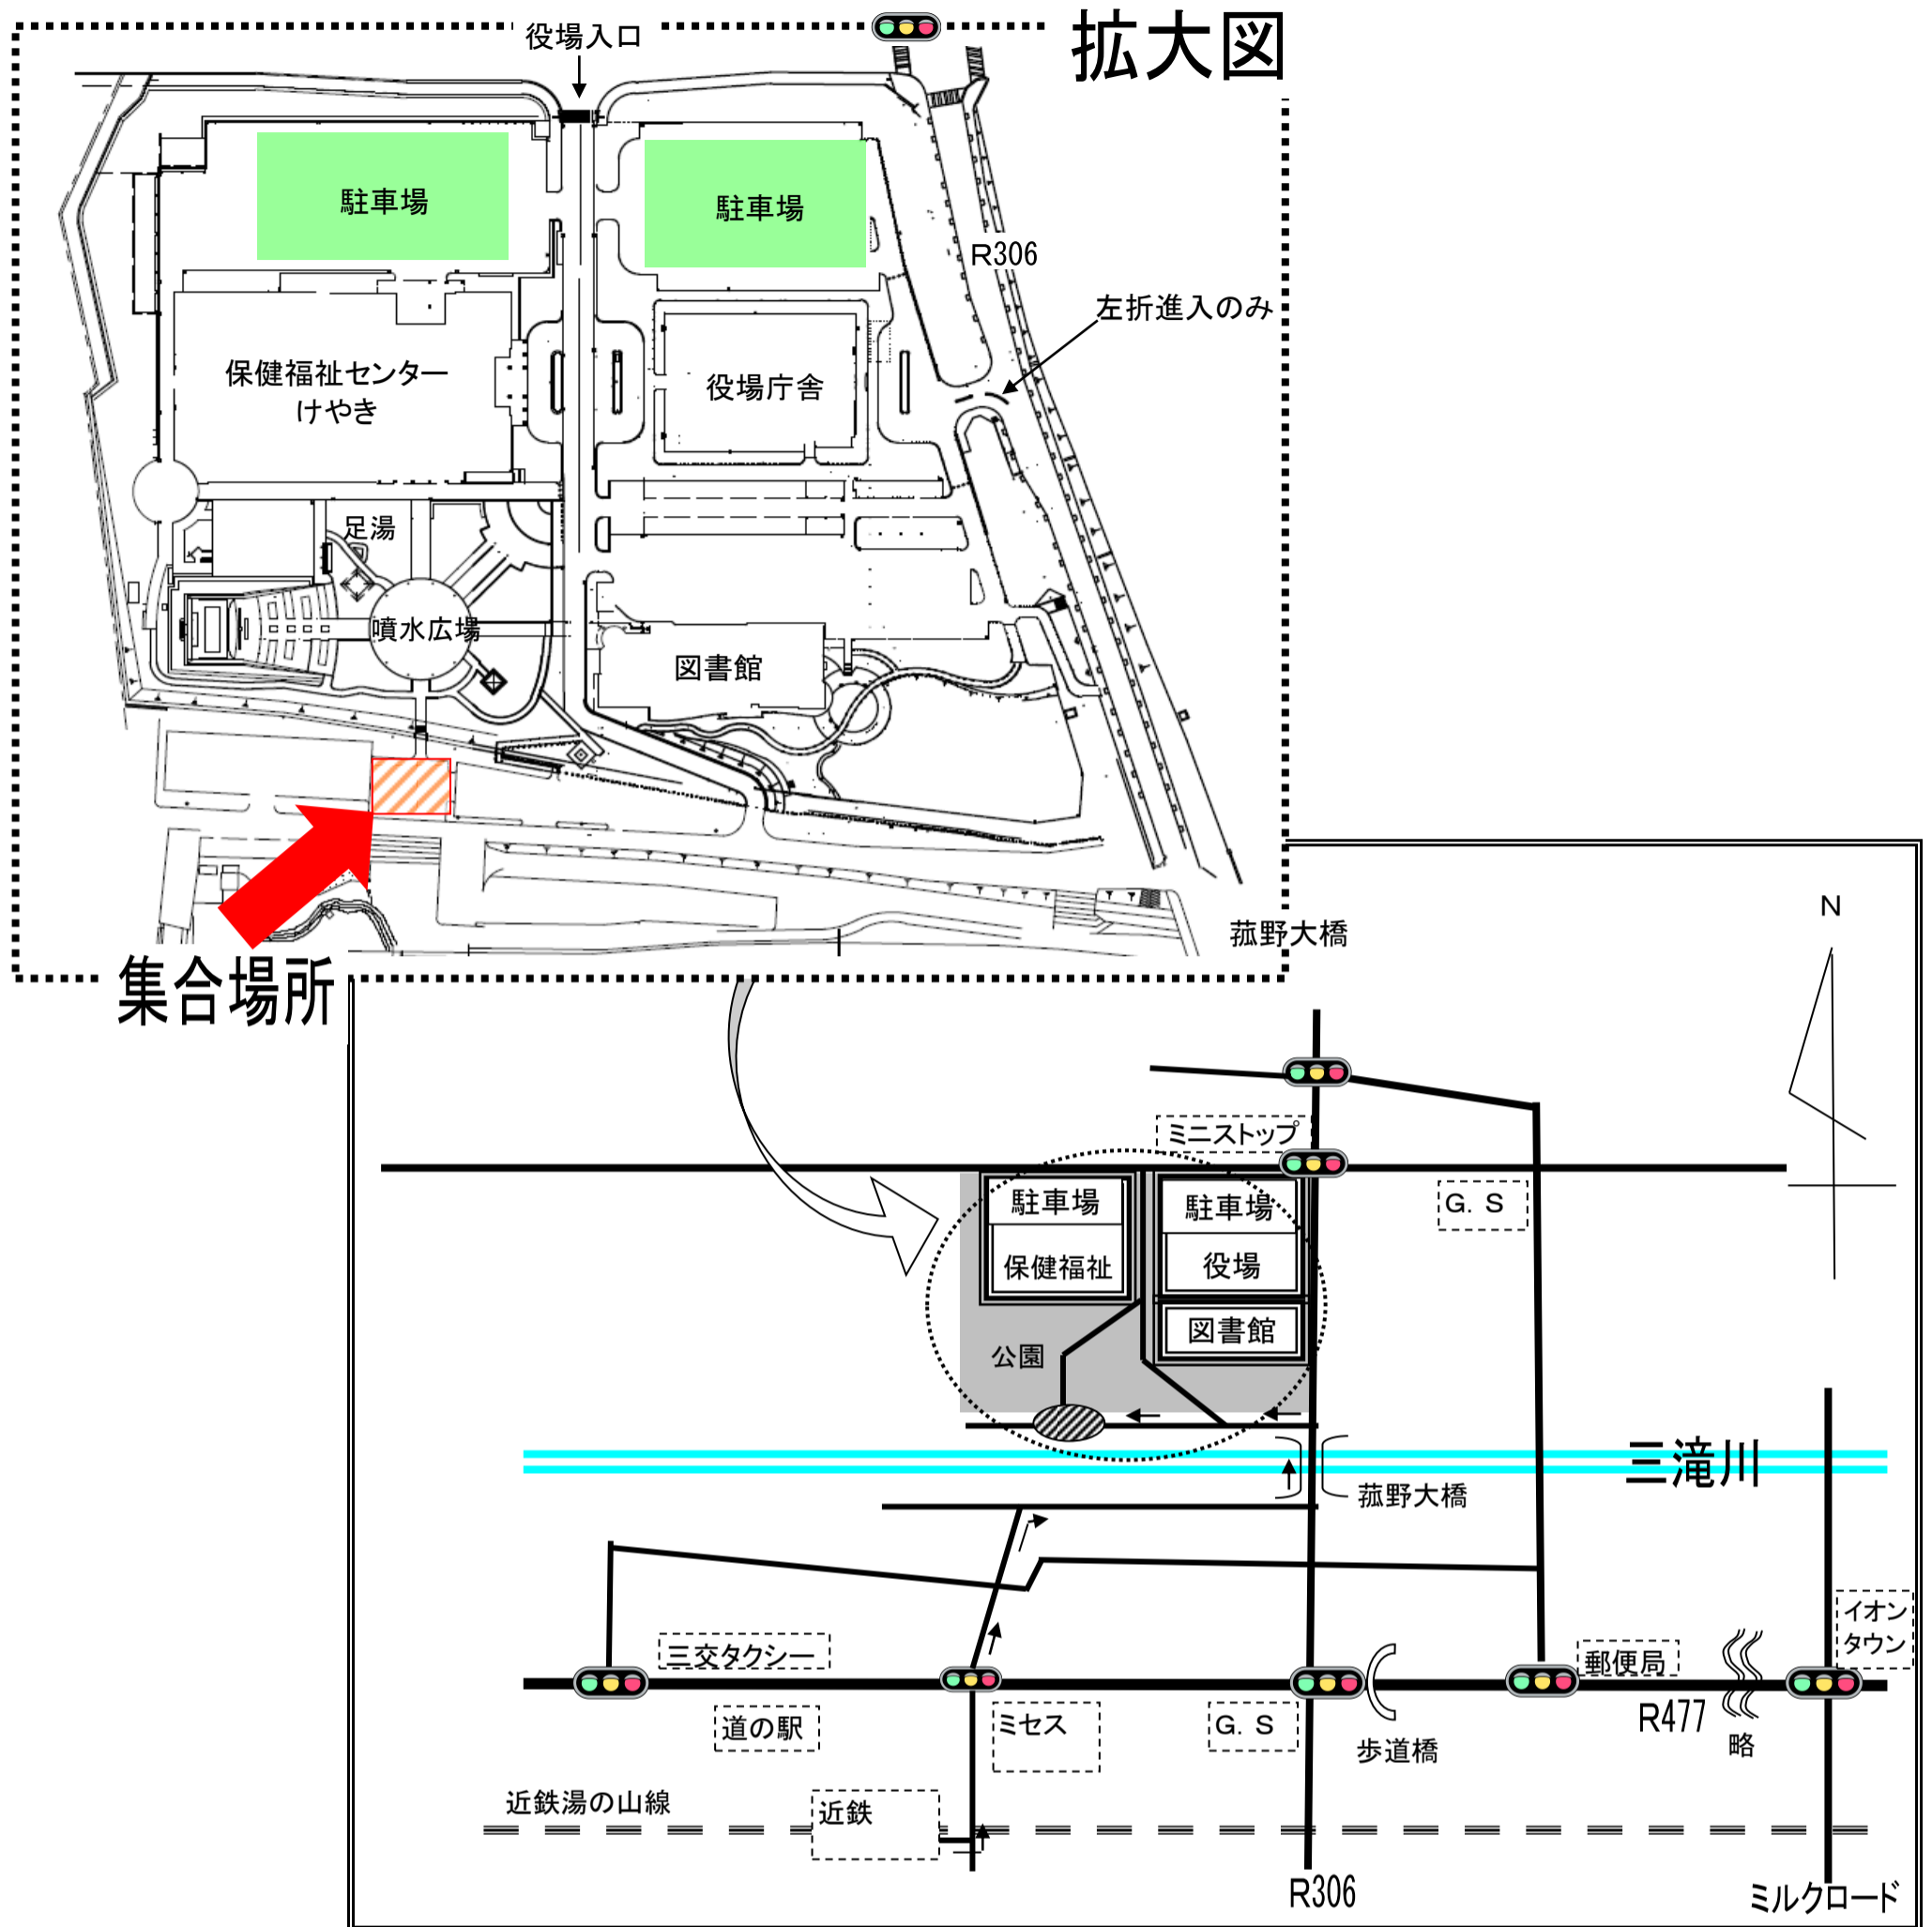 役場入口
拡大図
駐車場
駐車場
R306
左折進入のみ
保健福祉センター
けやき
役場庁舎
足湯
噴水広場
図書館
菰野大橋
集合場所
N
ミニストップ
駐車場
駐車場
G. S
保健福祉
役場
図書館
公園
三滝川
菰野大橋
イオン
タウン
三交タクシー
郵便局
道の駅
ミセス
G. S
R477
歩道橋
略
近鉄湯の山線
近鉄
R306
ミルクロード